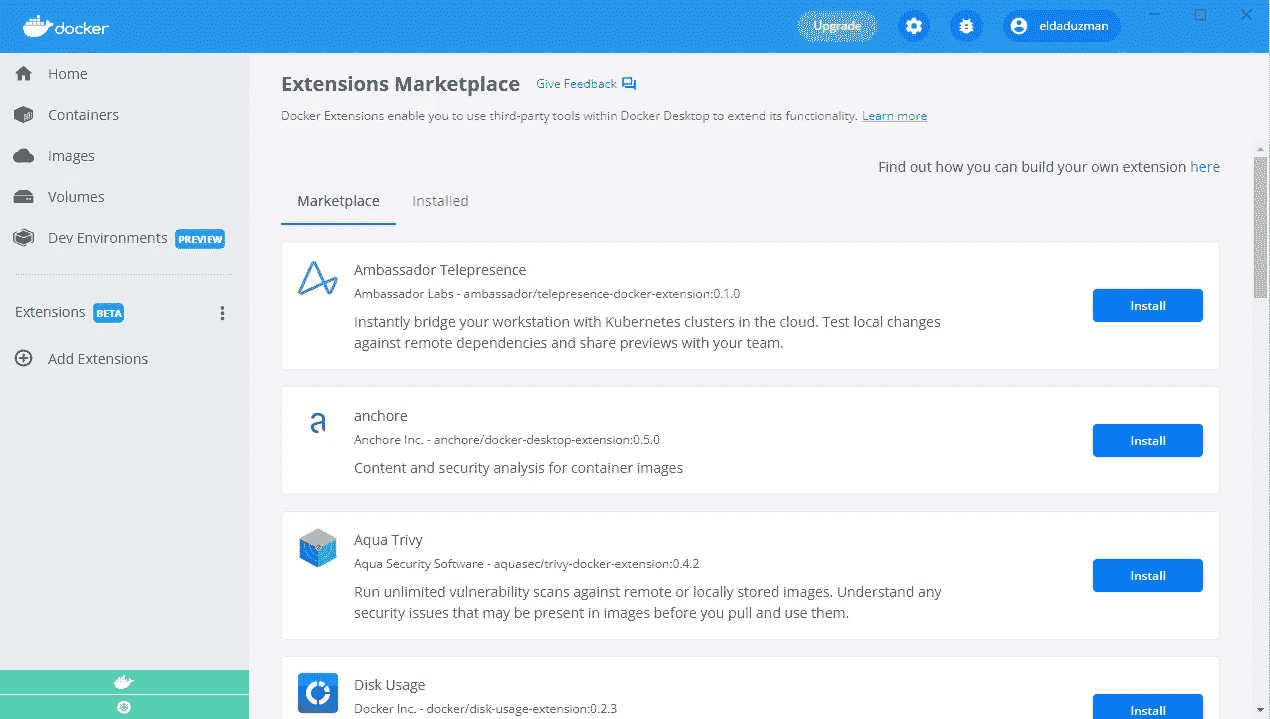 docker
Upgrade
eldaduzman
Home
Containers
Images
Volumes
Dev Environments PREVIEW
Extensions BETA
Add Extensions
Extensions Marketplace Give Feedback
Docker Extensions enable you to use third-party tools within Docker Desktop to extend its functionality. Learn more
Find out how you can build your own extension here
Marketplace Installed
Ambassador Telepresence
Ambassador Labs - ambassador/telepresence-docker-extension:0.1.0
Instantly bridge your workstation with Kubernetes clusters in the cloud. Test local changes
against remote dependencies and share previews with your team.
Install
anchore
Anchore Inc. - anchore/docker-desktop-extension:0.5.0
Content and security analysis for container images
Install
Aqua Trivy
Aqua Security Software - aquasec/trivy-docker-extension:0.4.2
Run unlimited vulnerability scans against remote or locally stored images. Understand any
security issues that may be present in images before you pull and use them.
Install
Disk Usage
Docker Inc. - docker/disk-usage-extension:0.2.3
Install